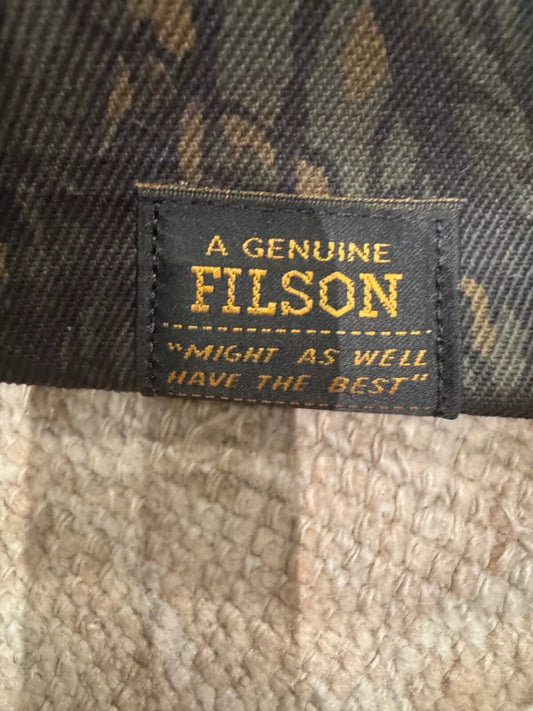 A GENUINE
FILSON
"MIGHT AS WELL
HAVE THE BEST"